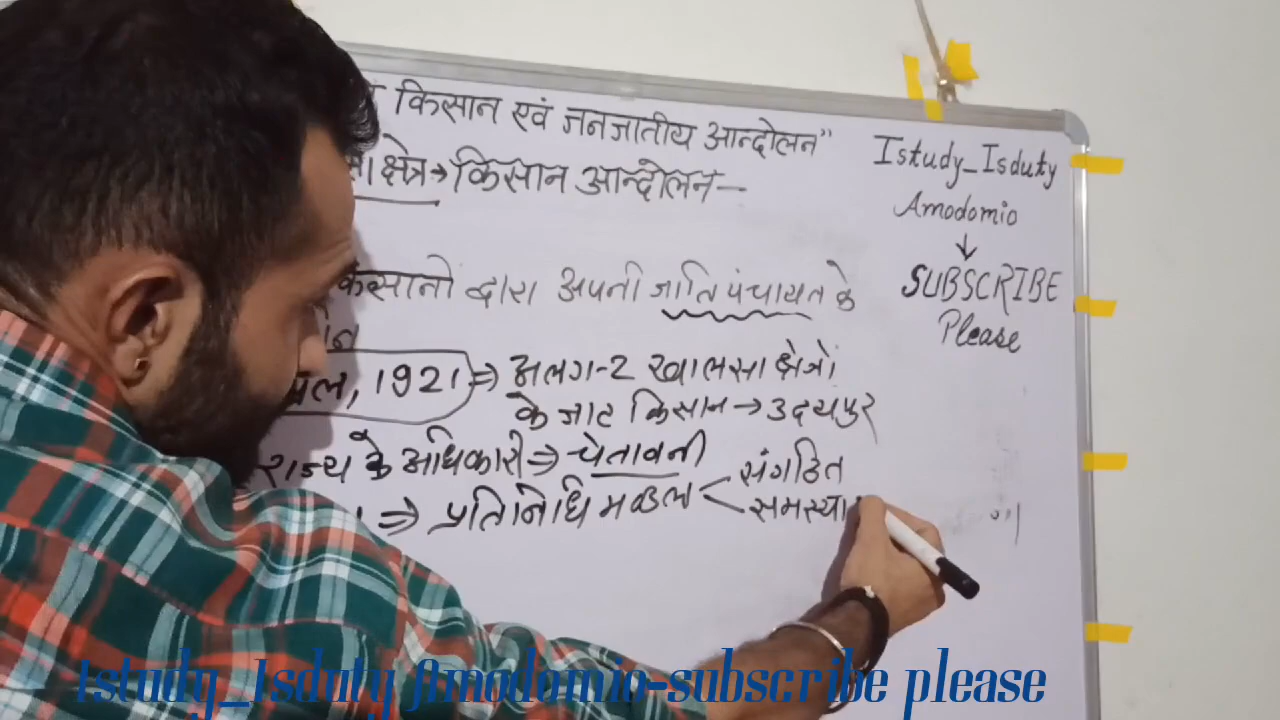 किसान एवं जनजातीय आन्दोलन"
क्षेत्र→किसान आन्दोलन—
किसानों द्वारा अपनी जाति पंचायत के
1921 ⇒ अलग-2 खालसा क्षेत्रों
के जाट किसान → उदयपुर
राज्य के अधिकारी ⇒ चेतावनी
⇒ प्रतिनिधि मण्डल < संगठित
समस्या
Istudy_Isduty
Amodomio
↓
SUBSCRIBE
Please
Istudy_Isduty Amodomio-subscribe please